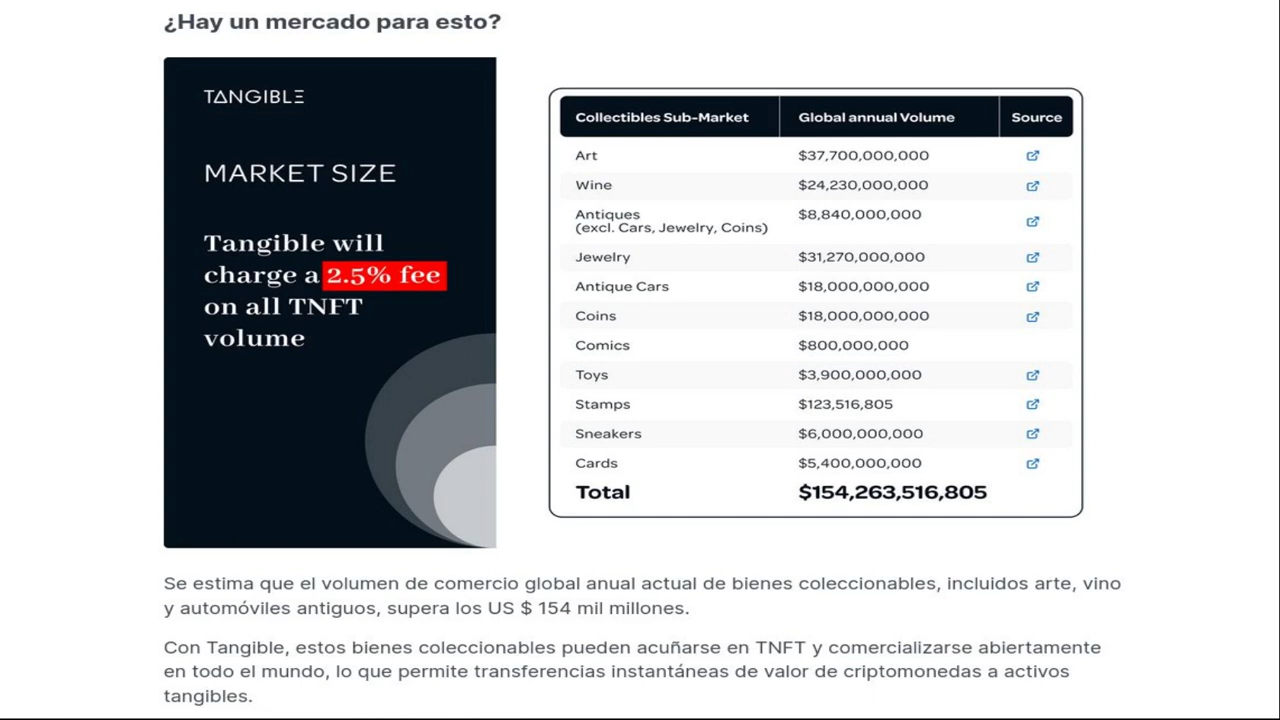 ¿Hay un mercado para esto?
TANGIBLE
MARKET SIZE
Tangible will
charge a 2.5% fee
on all TNFT
volume
Collectibles Sub-Market Global annual Volume Source
Art $37,700,000,000
Wine $24,230,000,000
Antiques $8,840,000,000
(excl. Cars, Jewelry, Coins)
Jewelry $31,270,000,000
Antique Cars $18,000,000,000
Coins $18,000,000,000
Comics $800,000,000
Toys $3,900,000,000
Stamps $123,516,805
Sneakers $6,000,000,000
Cards $5,400,000,000
Total $154,263,516,805
Se estima que el volumen de comercio global anual actual de bienes coleccionables, incluidos arte, vino
y automóviles antiguos, supera los US $ 154 mil millones.
Con Tangible, estos bienes coleccionables pueden acuñarse en TNFT y comercializarse abiertamente
en todo el mundo, lo que permite transferencias instantáneas de valor de criptomonedas a activos
tangibles.